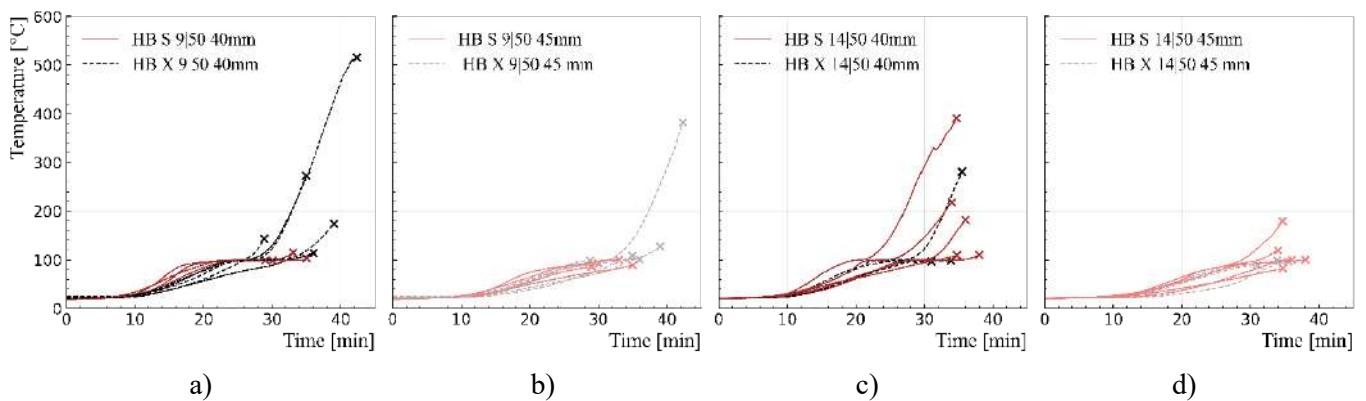 Temperature [°C]
600
500
400
300
200
100
0
HB S 9|50 40mm
HB X 9 50 40mm
0 10 20 30 40
Time [min]
a)
HB S 9|50 45mm
HB X 9|50 45 mm
0 10 20 30 40
Time [min]
b)
HB S 14|50 40mm
HB X 14|50 40mm
0 10 20 30 40
Time [min]
c)
HB S 14|50 45mm
HB X 14|50 45 mm
0 10 20 30 40
Time [min]
d)